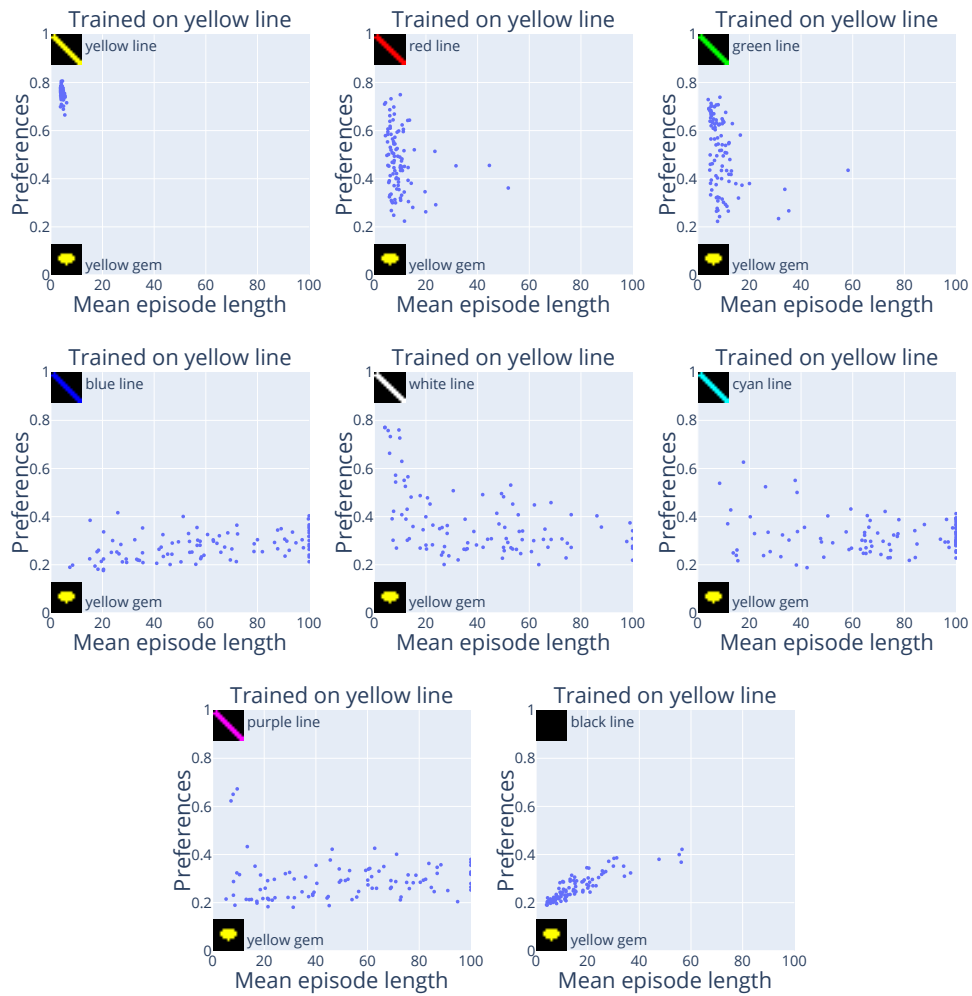 Trained on yellow line
Trained on yellow line
Trained on yellow line
1
yellow line
0.8
0.6
0.4
0.2
0
yellow gem
Preferences
0 20 40 60 80 100
Mean episode length
1
red line
0.8
0.6
0.4
0.2
0
yellow gem
Preferences
0 20 40 60 80 100
Mean episode length
1
green line
0.8
0.6
0.4
0.2
0
yellow gem
Preferences
0 20 40 60 80 100
Mean episode length
Trained on yellow line
Trained on yellow line
Trained on yellow line
1
blue line
0.8
0.6
0.4
0.2
0
yellow gem
Preferences
0 20 40 60 80 100
Mean episode length
1
white line
0.8
0.6
0.4
0.2
0
yellow gem
Preferences
0 20 40 60 80 100
Mean episode length
1
cyan line
0.8
0.6
0.4
0.2
0
yellow gem
Preferences
0 20 40 60 80 100
Mean episode length
Trained on yellow line
Trained on yellow line
1
purple line
0.8
0.6
0.4
0.2
0
yellow gem
Preferences
0 20 40 60 80 100
Mean episode length
1
black line
0.8
0.6
0.4
0.2
0
yellow gem
Preferences
0 20 40 60 80 100
Mean episode length